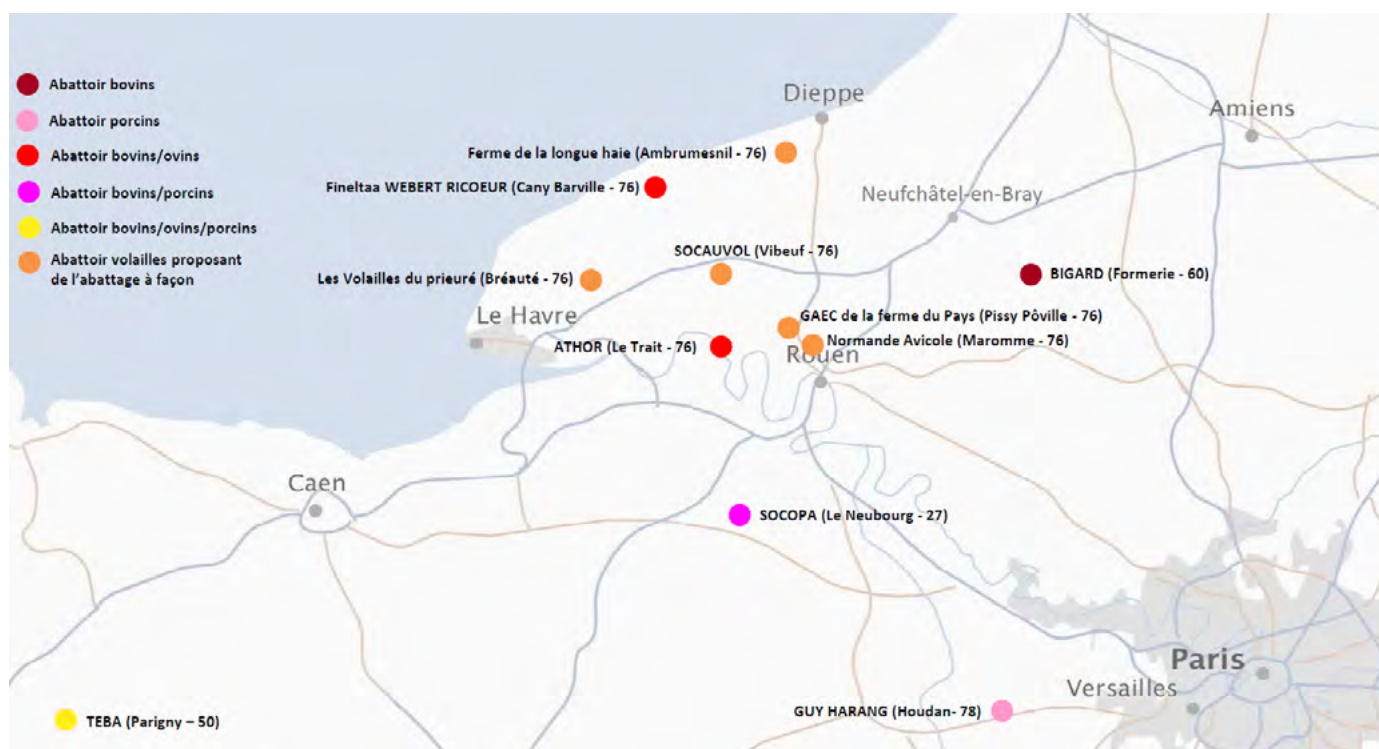 Abattoir bovins
Abattoir porcins
Abattoir bovins/ovins
Abattoir bovins/porcins
Abattoir bovins/ovins/porcins
Abattoir volailles proposant
de l'abattage à façon
Dieppe
Amiens
Ferme de la longue haie (Ambrumesnil - 76)
Fineltaa WEBERT RICOEUR (Cany Barville - 76)
Neufchâtel-en-Bray
SOCAUVOL (Vibeuf - 76)
Les Volailles du prieuré (Bréauté - 76)
BIGARD (Formerie - 60)
Le Havre
GAEC de la ferme du Pays (Pissy Pôville - 76)
Normande Avicole (Maromme - 76)
ATHOR (Le Trait - 76)
Rouen
Caen
SOCOPA (Le Neubourg - 27)
Paris
Versailles
GUY HARANG (Houdan- 78)
TEBA (Parigny – 50)